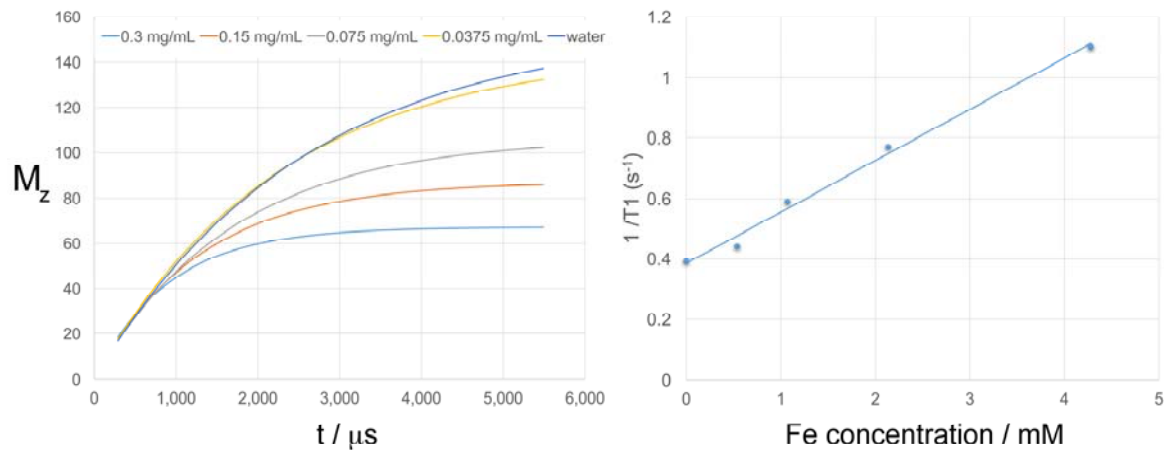 160
140
120
100
80
60
40
20
0
0.3 mg/mL 0.15 mg/mL 0.075 mg/mL 0.0375 mg/mL water
Mz
0 1,000 2,000 3,000 4,000 5,000 6,000
t / μs
1.2
1
0.8
0.6
0.4
0.2
0
1 /T1 (s⁻¹)
0 1 2 3 4 5
Fe concentration / mM